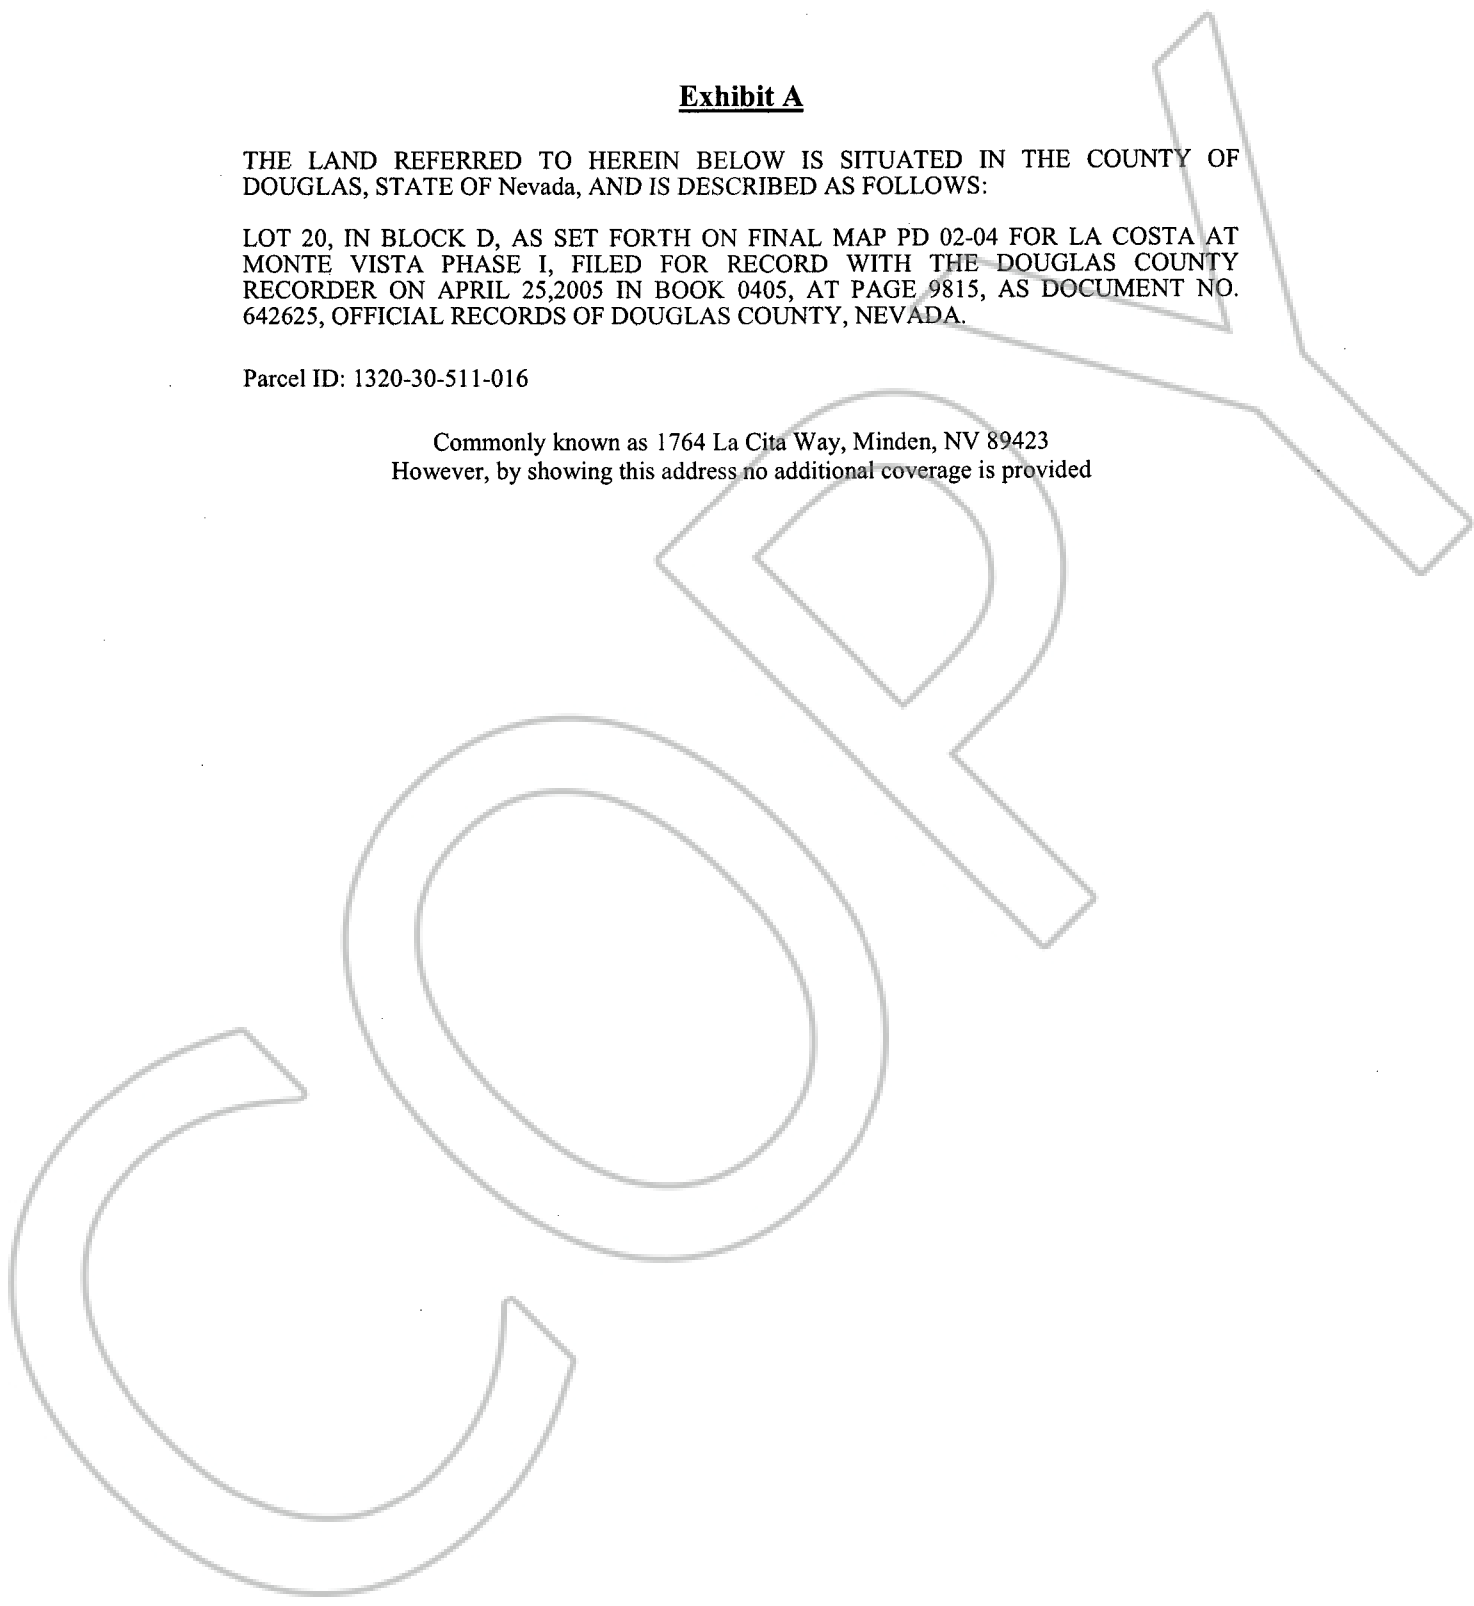 Exhibit A
THE LAND REFERRED TO HEREIN BELOW IS SITUATED IN THE COUNTY OF
DOUGLAS, STATE OF Nevada, AND IS DESCRIBED AS FOLLOWS:
LOT 20, IN BLOCK D, AS SET FORTH ON FINAL MAP PD 02-04 FOR LA COSTA AT
MONTE VISTA PHASE I, FILED FOR RECORD WITH THE DOUGLAS COUNTY
RECORDER ON APRIL 25,2005 IN BOOK 0405, AT PAGE 9815, AS DOCUMENT NO.
642625, OFFICIAL RECORDS OF DOUGLAS COUNTY, NEVADA.
Parcel ID: 1320-30-511-016
Commonly known as 1764 La Cita Way, Minden, NV 89423
However, by showing this address no additional coverage is provided
COPY